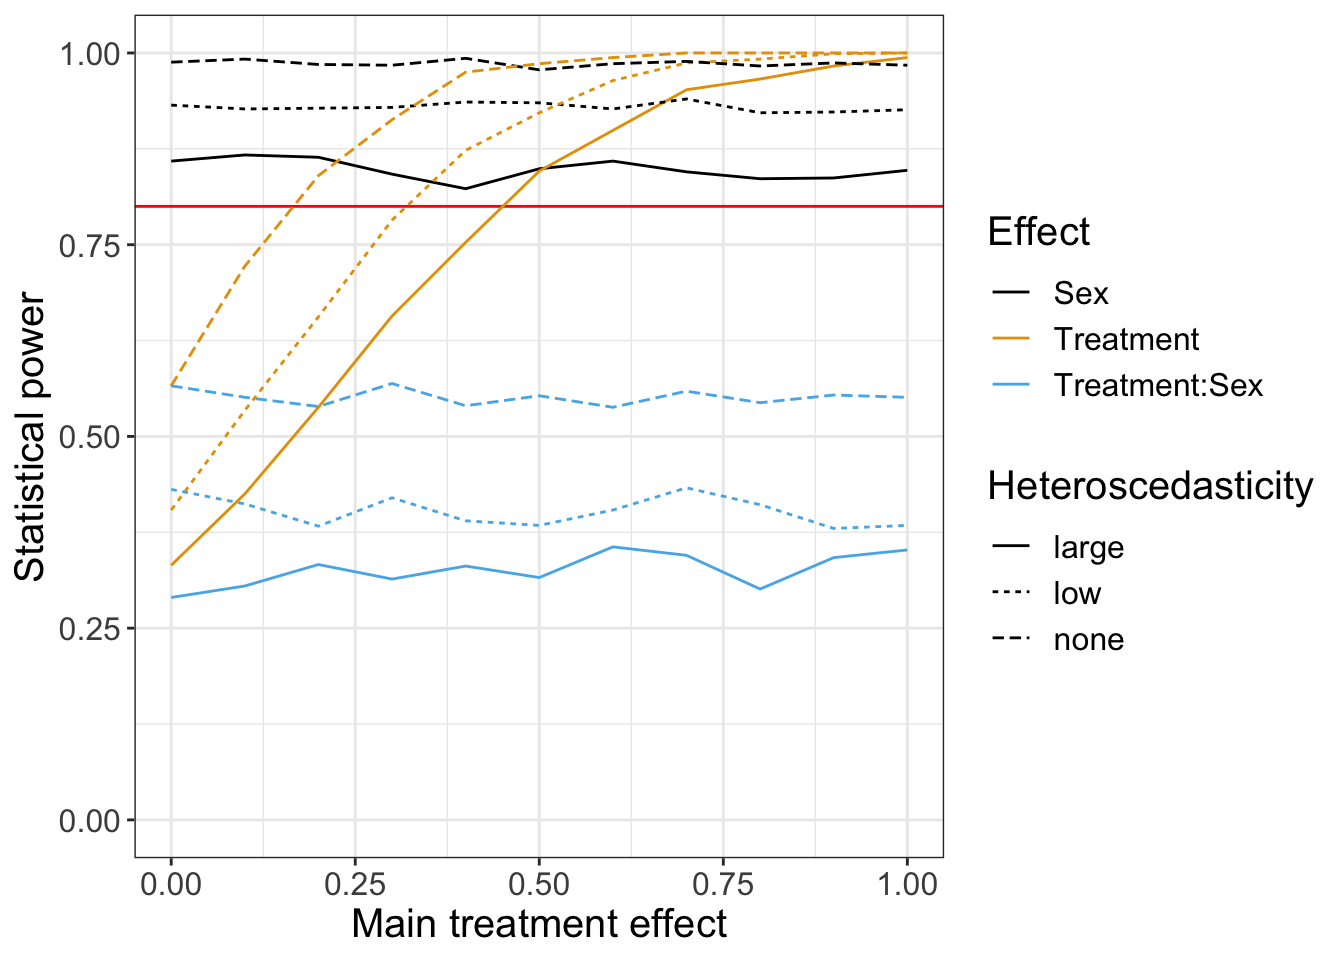 1.00
0.75
0.50
0.25
0.00
Statistical power
0.00 0.25 0.50 0.75 1.00
Main treatment effect
Effect
Sex
Treatment
Treatment:Sex
Heteroscedasticity
large
low
none